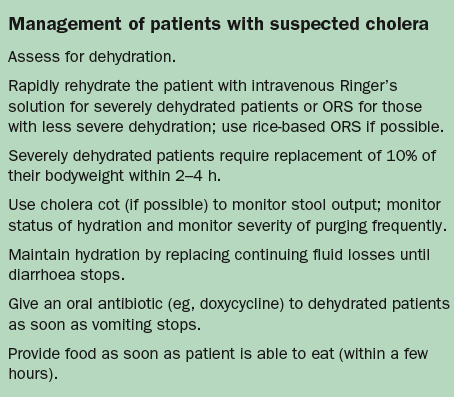 Management of patients with suspected cholera
Assess for dehydration.
Rapidly rehydrate the patient with intravenous Ringer's
solution for severely dehydrated patients or ORS for those
with less severe dehydration; use rice-based ORS if possible.
Severely dehydrated patients require replacement of 10% of
their bodyweight within 2–4 h.
Use cholera cot (if possible) to monitor stool output; monitor
status of hydration and monitor severity of purging frequently.
Maintain hydration by replacing continuing fluid losses until
diarrhoea stops.
Give an oral antibiotic (eg, doxycycline) to dehydrated patients
as soon as vomiting stops.
Provide food as soon as patient is able to eat (within a few
hours).